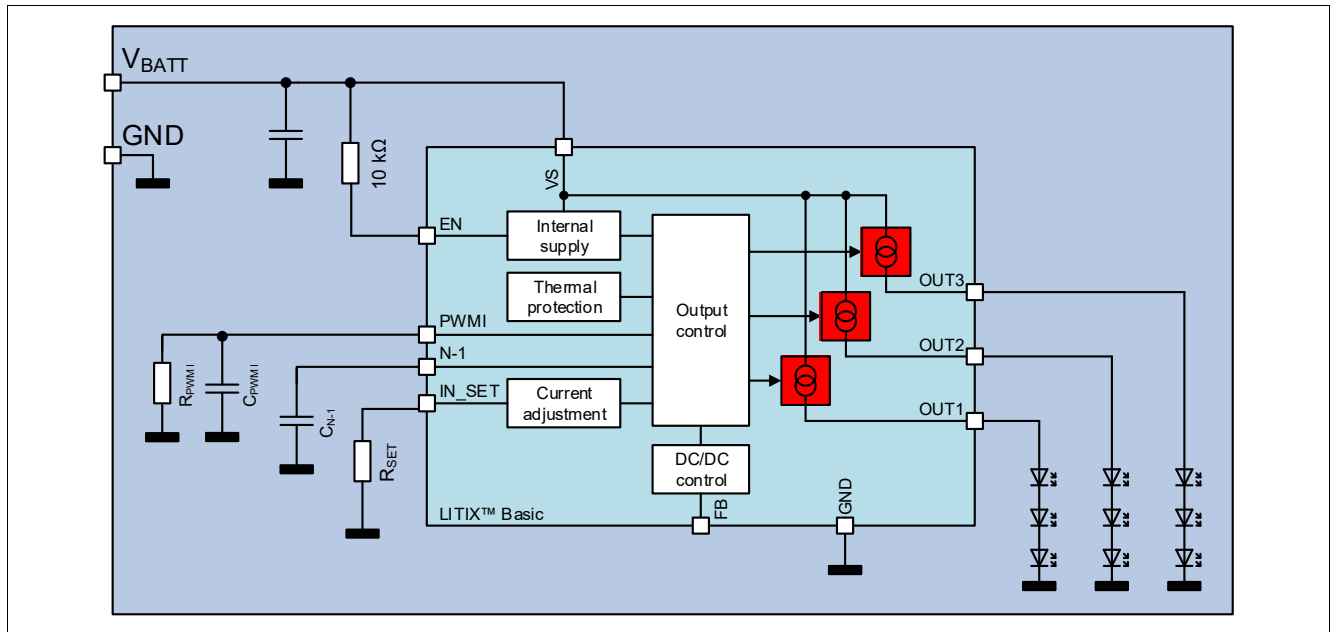 VBATT
GND
10 kΩ
VS
EN
Internal
supply
Thermal
protection
Output
control
OUT3
PWMI
N-1
OUT2
RPWMI
CPWMI
IN_SET
Current
adjustment
OUT1
CN-1
RSET
DC/DC
control
GND
FB
LITIX™ Basic